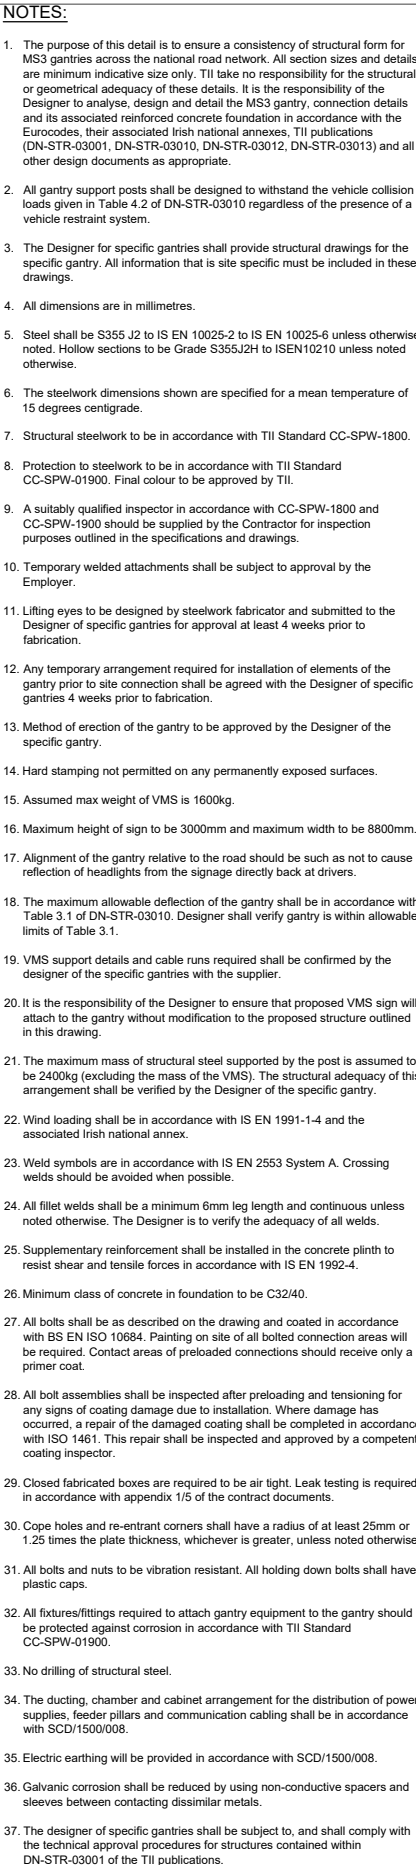 NOTES:
1. The purpose of this detail is to ensure a consistency of structural form for
MS3 gantries across the national road network. All section sizes and details
are minimum indicative size only. TII take no responsibility for the structural
or geometrical adequacy of these details. It is the responsibility of the
Designer to analyse, design and detail the MS3 gantry, connection details
and its associated reinforced concrete foundation in accordance with the
Eurocodes, their associated Irish national annexes, TII publications
(DN-STR-03001, DN-STR-03010, DN-STR-03012, DN-STR-03013) and all
other design documents as appropriate.
2. All gantry support posts shall be designed to withstand the vehicle collision
loads given in Table 4.2 of DN-STR-03010 regardless of the presence of a
vehicle restraint system.
3. The Designer for specific gantries shall provide structural drawings for the
specific gantry. All information that is site specific must be included in these
drawings.
4. All dimensions are in millimetres.
5. Steel shall be S355 J2 to IS EN 10025-2 to IS EN 10025-6 unless otherwise
noted. Hollow sections to be Grade S355J2H to ISEN10210 unless noted
otherwise.
6. The steelwork dimensions shown are specified for a mean temperature of
15 degrees centigrade.
7. Structural steelwork to be in accordance with TII Standard CC-SPW-1800.
8. Protection to steelwork to be in accordance with TII Standard
CC-SPW-01900. Final colour to be approved by TII.
9. A suitably qualified inspector in accordance with CC-SPW-1800 and
CC-SPW-1900 should be supplied by the Contractor for inspection
purposes outlined in the specifications and drawings.
10. Temporary welded attachments shall be subject to approval by the
Employer.
11. Lifting eyes to be designed by steelwork fabricator and submitted to the
Designer of specific gantries for approval at least 4 weeks prior to
fabrication.
12. Any temporary arrangement required for installation of elements of the
gantry prior to site connection shall be agreed with the Designer of specific
gantries 4 weeks prior to fabrication.
13. Method of erection of the gantry to be approved by the Designer of the
specific gantry.
14. Hard stamping not permitted on any permanently exposed surfaces.
15. Assumed max weight of VMS is 1600kg.
16. Maximum height of sign to be 3000mm and maximum width to be 8800mm.
17. Alignment of the gantry relative to the road should be such as not to cause
reflection of headlights from the signage directly back at drivers.
18. The maximum allowable deflection of the gantry shall be in accordance with
Table 3.1 of DN-STR-03010. Designer shall verify gantry is within allowable
limits of Table 3.1.
19. VMS support details and cable runs required shall be confirmed by the
designer of the specific gantries with the supplier.
20. It is the responsibility of the Designer to ensure that proposed VMS sign will
attach to the gantry without modification to the proposed structure outlined
in this drawing.
21. The maximum mass of structural steel supported by the post is assumed to
be 2400kg (excluding the mass of the VMS). The structural adequacy of this
arrangement shall be verified by the Designer of the specific gantry.
22. Wind loading shall be in accordance with IS EN 1991-1-4 and the
associated Irish national annex.
23. Weld symbols are in accordance with IS EN 2553 System A. Crossing
welds should be avoided when possible.
24. All fillet welds shall be a minimum 6mm leg length and continuous unless
noted otherwise. The Designer is to verify the adequacy of all welds.
25. Supplementary reinforcement shall be installed in the concrete plinth to
resist shear and tensile forces in accordance with IS EN 1992-4.
26. Minimum class of concrete in foundation to be C32/40.
27. All bolts shall be as described on the drawing and coated in accordance
with BS EN ISO 10684. Painting on site of all bolted connection areas will
be required. Contact areas of preloaded connections should receive only a
primer coat.
28. All bolt assemblies shall be inspected after preloading and tensioning for
any signs of coating damage due to installation. Where damage has
occurred, a repair of the damaged coating shall be completed in accordance
with ISO 1461. This repair shall be inspected and approved by a competent
coating inspector.
29. Closed fabricated boxes are required to be air tight. Leak testing is required
in accordance with appendix 1/5 of the contract documents.
30. Cope holes and re-entrant corners shall have a radius of at least 25mm or
1.25 times the plate thickness, whichever is greater, unless noted otherwise
31. All bolts and nuts to be vibration resistant. All holding down bolts shall have
plastic caps.
32. All fixtures/fittings required to attach gantry equipment to the gantry should
be protected against corrosion in accordance with TII Standard
CC-SPW-01900.
33. No drilling of structural steel.
34. The ducting, chamber and cabinet arrangement for the distribution of power
supplies, feeder pillars and communication cabling shall be in accordance
with SCD/1500/008.
35. Electric earthing will be provided in accordance with SCD/1500/008.
36. Galvanic corrosion shall be reduced by using non-conductive spacers and
sleeves between contacting dissimilar metals.
37. The designer of specific gantries shall be subject to, and shall comply with
the technical approval procedures for structures contained within
DN-STR-03001 of the TII publications.